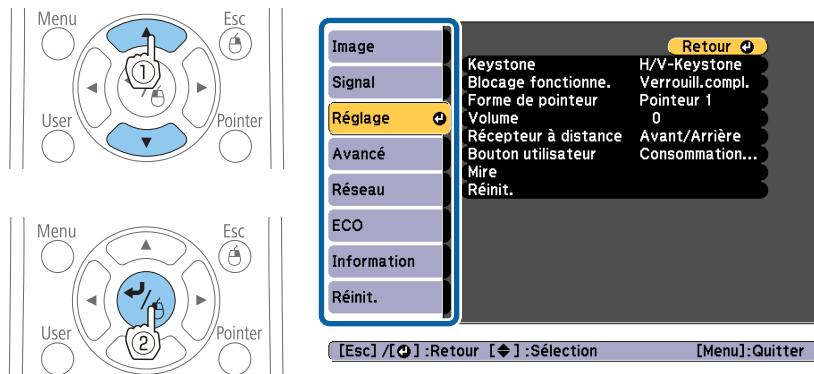 Menu
Esc
①
User
Pointer
Menu
Esc
User
Pointer
②
Image
Signal
Réglage
Avancé
Réseau
ECO
Information
Réinit.
Retour
Keystone H/V-Keystone
Blocage fonctionne. Verrouill.compl.
Forme de pointeur Pointeur 1
Volume 0
Récepteur à distance Avant/Arrière
Bouton utilisateur Consommation...
Mire
Réinit.
[Esc] /[⏎] :Retour [◆] :Sélection [Menu]:Quitter